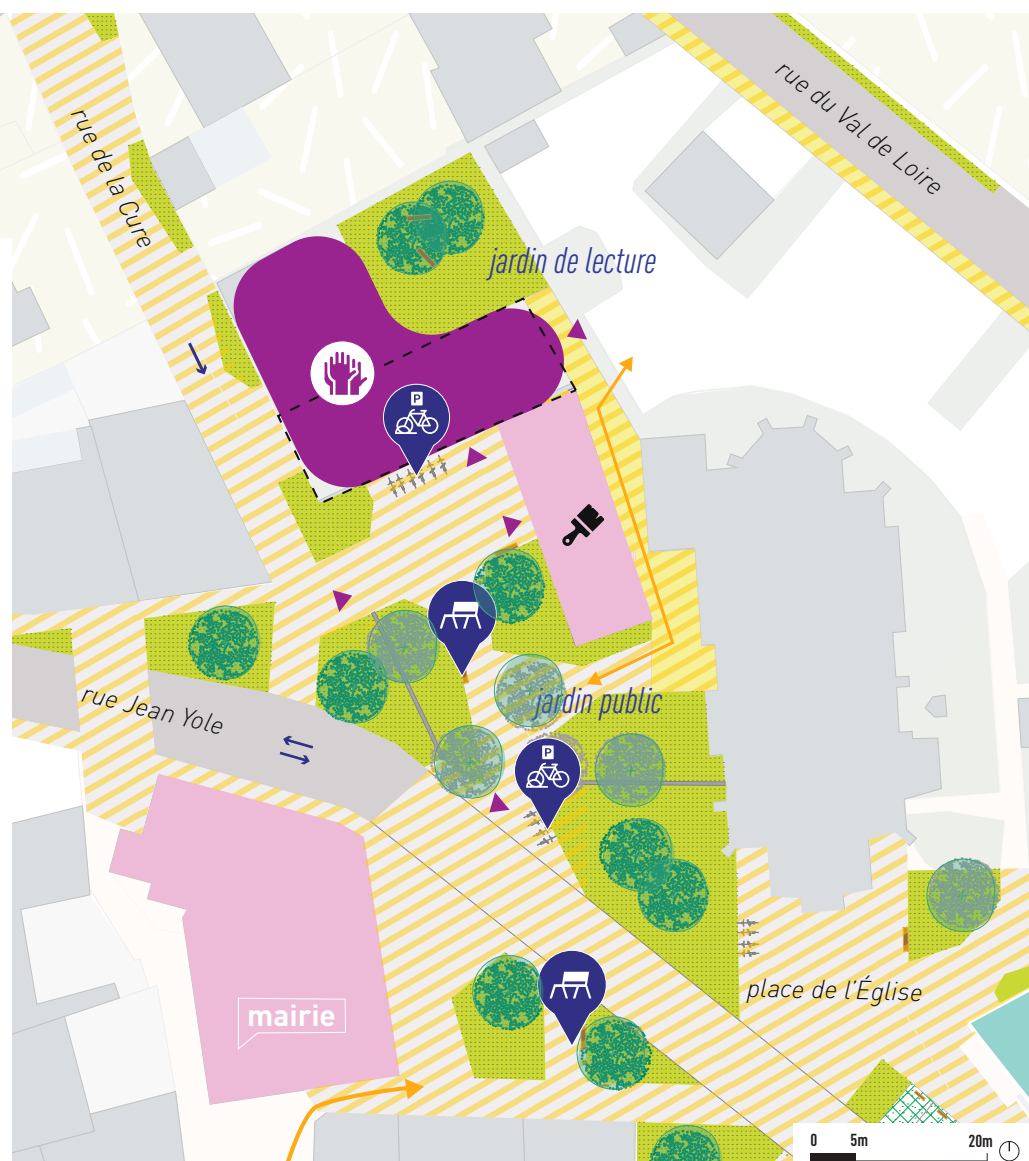 rue du Val de Loire
rue de la Cure
jardin de lecture
P
rue Jean Yole
jardin public
P
mairie
place de l'Église
0 5m 20m